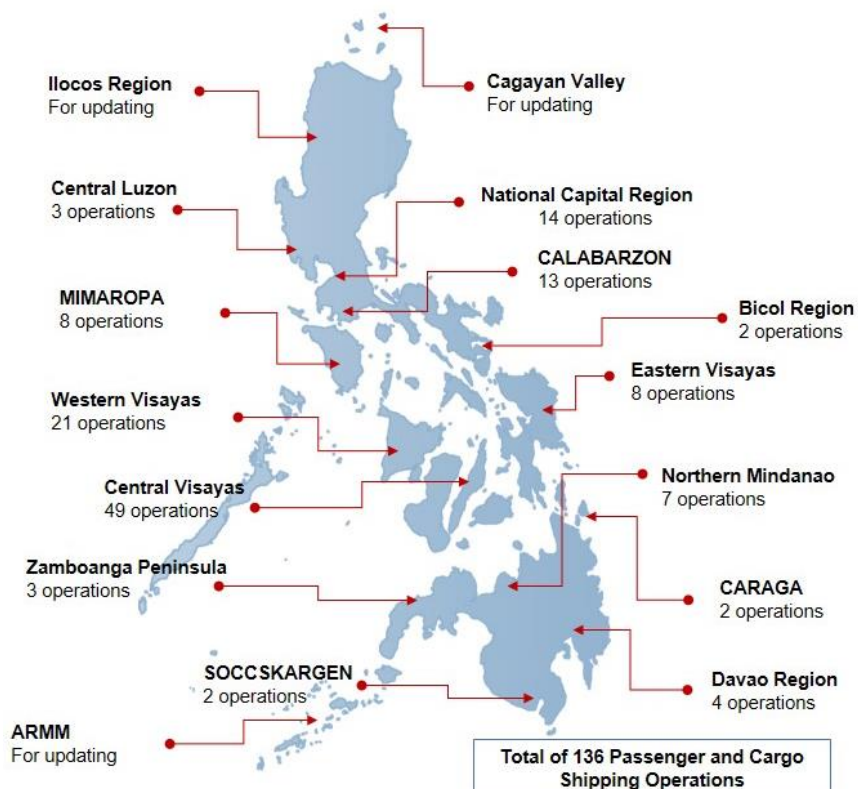 Ilocos Region
For updating
Cagayan Valley
For updating
Central Luzon
3 operations
National Capital Region
14 operations
CALABARZON
13 operations
MIMAROPA
8 operations
Bicol Region
2 operations
Eastern Visayas
8 operations
Western Visayas
21 operations
Northern Mindanao
7 operations
Central Visayas
49 operations
Zamboanga Peninsula
3 operations
CARAGA
2 operations
SOCCSKARGEN
2 operations
Davao Region
4 operations
ARMM
For updating
Total of 136 Passenger and Cargo
Shipping Operations